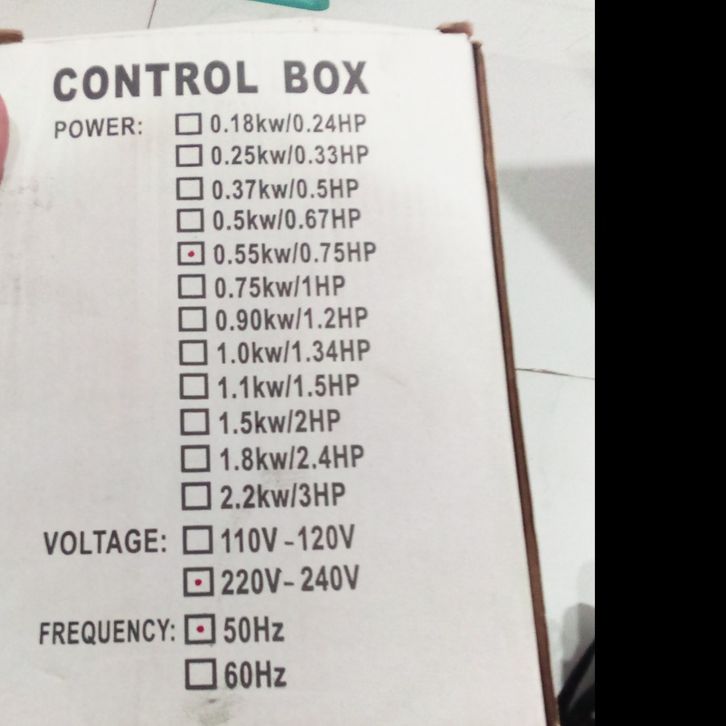 CONTROL BOX
POWER: 0.18kw/0.24HP
0.25kw/0.33HP
0.37kw/0.5HP
0.5kw/0.67HP
0.55kw/0.75HP
0.75kw/1HP
0.90kw/1.2HP
1.0kw/1.34HP
1.1kw/1.5HP
1.5kw/2HP
1.8kw/2.4HP
2.2kw/3HP
VOLTAGE: 110V-120V
220V-240V
FREQUENCY: 50Hz
60Hz